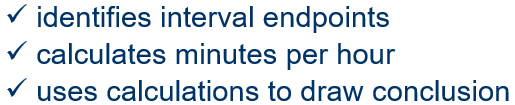 ✓ identifies interval endpoints
✓ calculates minutes per hour
✓ uses calculations to draw conclusion